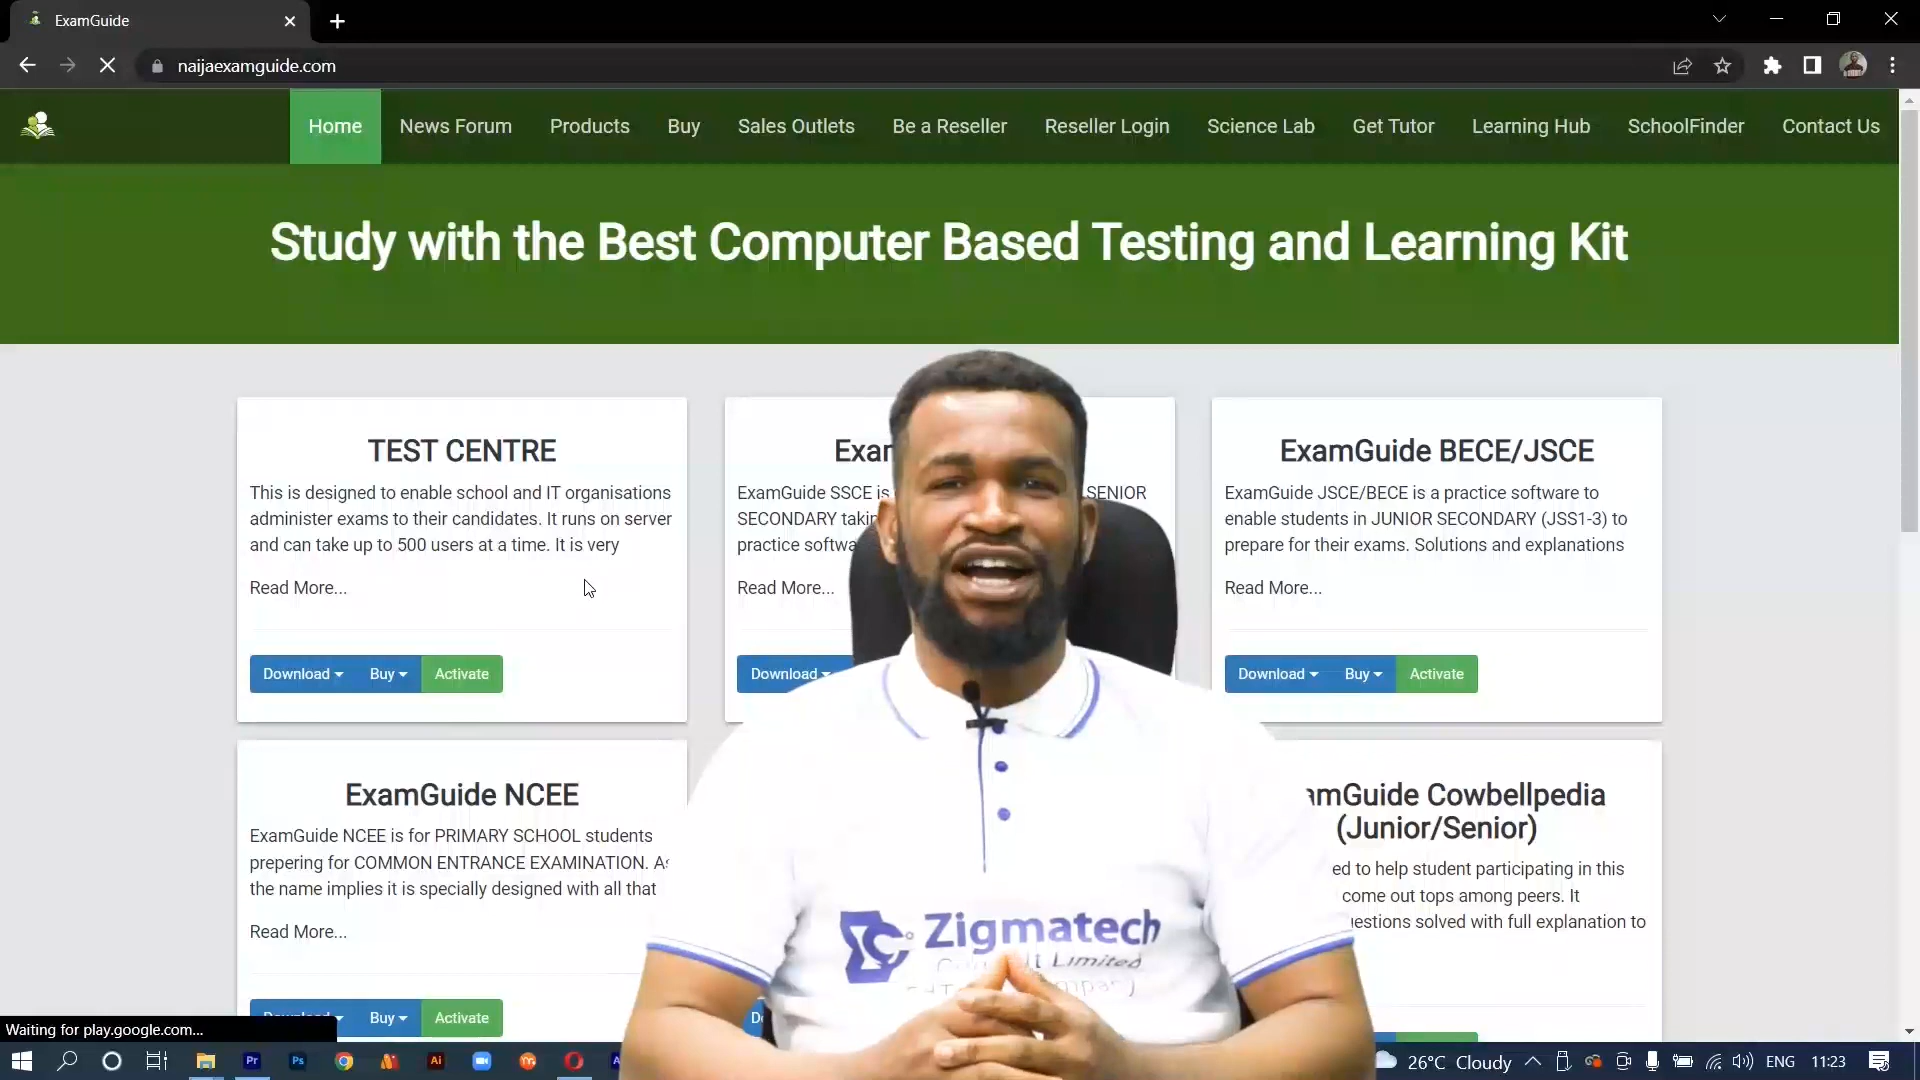 ExamGuide
naijaexamguide.com
Home News Forum Products Buy Sales Outlets Be a Reseller Reseller Login Science Lab Get Tutor Learning Hub SchoolFinder Contact Us
Study with the Best Computer Based Testing and Learning Kit
TEST CENTRE
This is designed to enable school and IT organisations
administer exams to their candidates. It runs on server
and can take up to 500 users at a time. It is very
Read More...
Download Buy Activate
ExamGuide SSCE is SENIOR
SECONDARY
practice
Read More...
Download
ExamGuide BECE/JSCE
ExamGuide JSCE/BECE is a practice software to
enable students in JUNIOR SECONDARY (JSS1-3) to
prepare for their exams. Solutions and explanations
Read More...
Download Buy Activate
ExamGuide NCEE
ExamGuide NCEE is for PRIMARY SCHOOL students
prepering for COMMON ENTRANCE EXAMINATION. As
the name implies it is specially designed with all that
Read More...
Buy Activate
Cowbellpedia
(Junior/Senior)
to help student participating in this
come out tops among peers. It
solved with full explanation to
Zigmatech
Limited
Waiting for play.google.com...
26°C Cloudy ENG 11:23